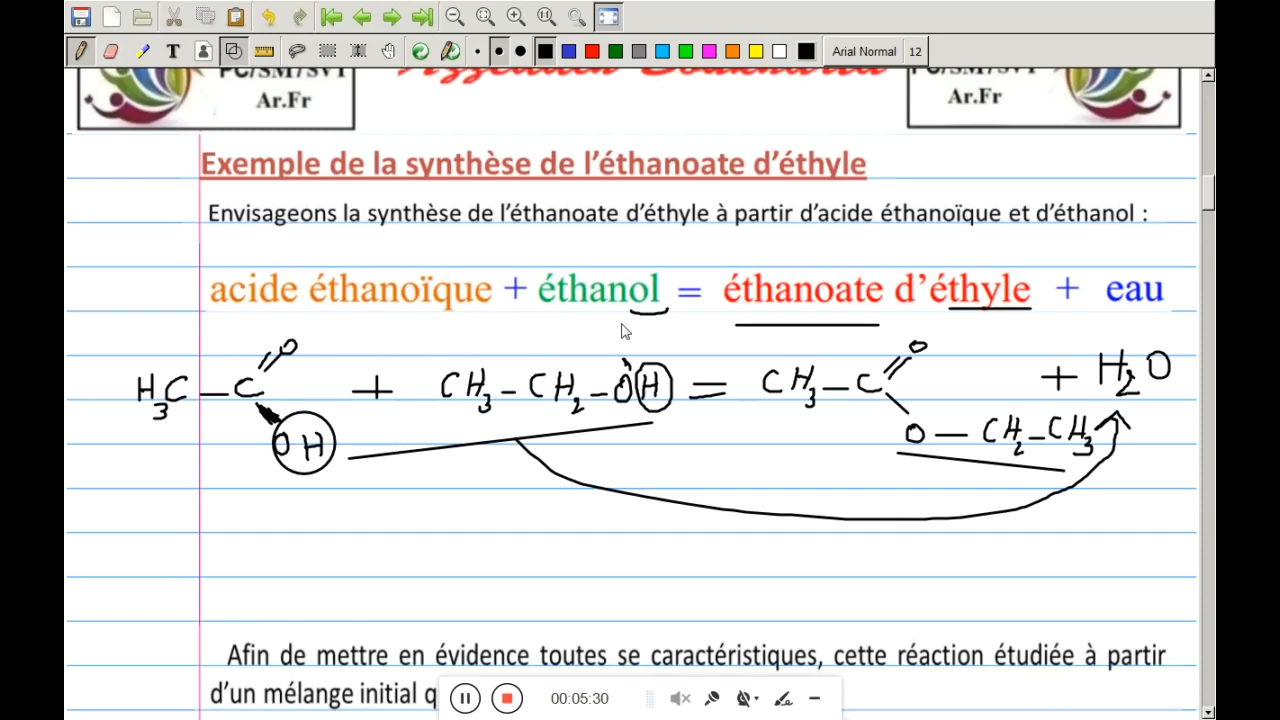 Arial Normal 12
PC/SM/SVT
Ar.Fr
PC/SM/SVT
Ar.Fr
Exemple de la synthèse de l’éthanoate d’éthyle
Envisageons la synthèse de l’éthanoate d’éthyle à partir d’acide éthanoïque et d’éthanol :
acide éthanoïque + éthanol = éthanoate d’éthyle + eau
H₃C – C =O OH + CH₃ – CH₂ – OH = CH₃ – C =O O – CH₂ – CH₃ + H₂O
Afin de mettre en évidence toutes se caractéristiques, cette réaction étudiée à partir
d’un mélange initial
00:05:30